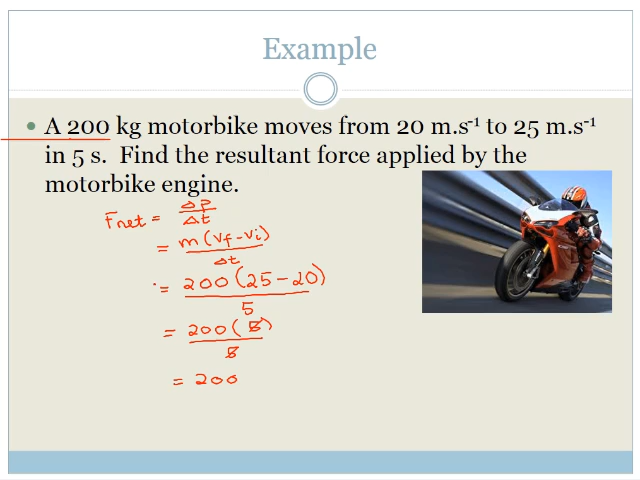 Example
A 200 kg motorbike moves from 20 m.s⁻¹ to 25 m.s⁻¹
in 5 s. Find the resultant force applied by the
motorbike engine.
Fnet = Δp/Δt
= m(vf-vi)/Δt
= 200(25-20)/5
= 200(5)/5
= 200